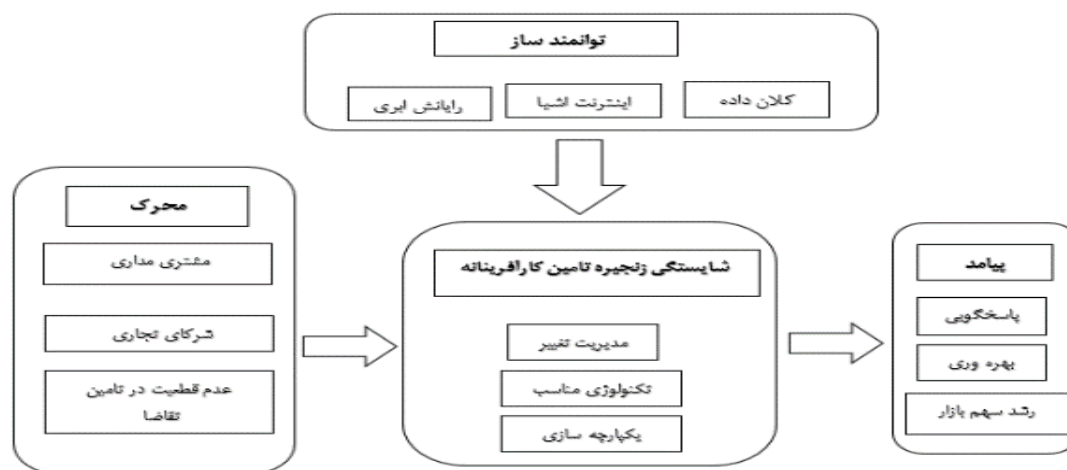 توانمند ساز
کلان داده
اینترنت اشیا
رایانش ابری
محرک
مشتری مداری
شرکای تجاری
عدم قطعیت در تامین
تقاضا
شایستگی زنجیره تامین کارآفرینانه
مدیریت تغییر
تکنولوژی مناسب
یکپارچه سازی
پیامد
پاسخگویی
بهره وری
رشد سهم بازار